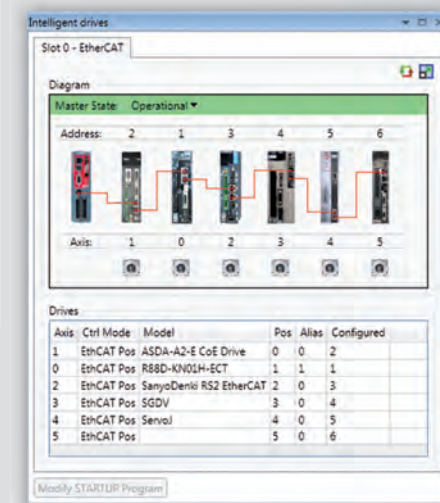 Intelligent drives
Slot 0 - EtherCAT
Diagram
Master State: Operational
Address: 2 1 3 4 5 6
Axis: 1 0 2 3 4 5
Drives
Axis Ctrl Mode Model Pos Alias Configured
1 EthCAT Pos ASDA-A2-E CoE Drive 0 0 2
0 EthCAT Pos R88D-KN01H-ECT 1 1 1
2 EthCAT Pos SanyoDenki RS2 EtherCAT 2 0 3
3 EthCAT Pos SGDV 3 0 4
4 EthCAT Pos ServoJ 4 0 5
5 EthCAT Pos 5 0 6
Modify STARTUP Program